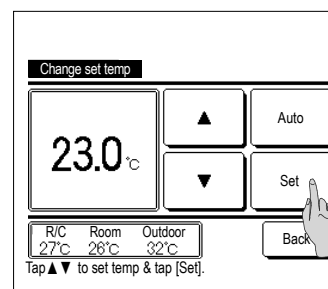 Change set temp
23.0 °C
▲
Auto
▼
Set
R/C Room Outdoor
27°C 26°C 32°C
Back
Tap ▲ ▼ to set temp & tap [Set].